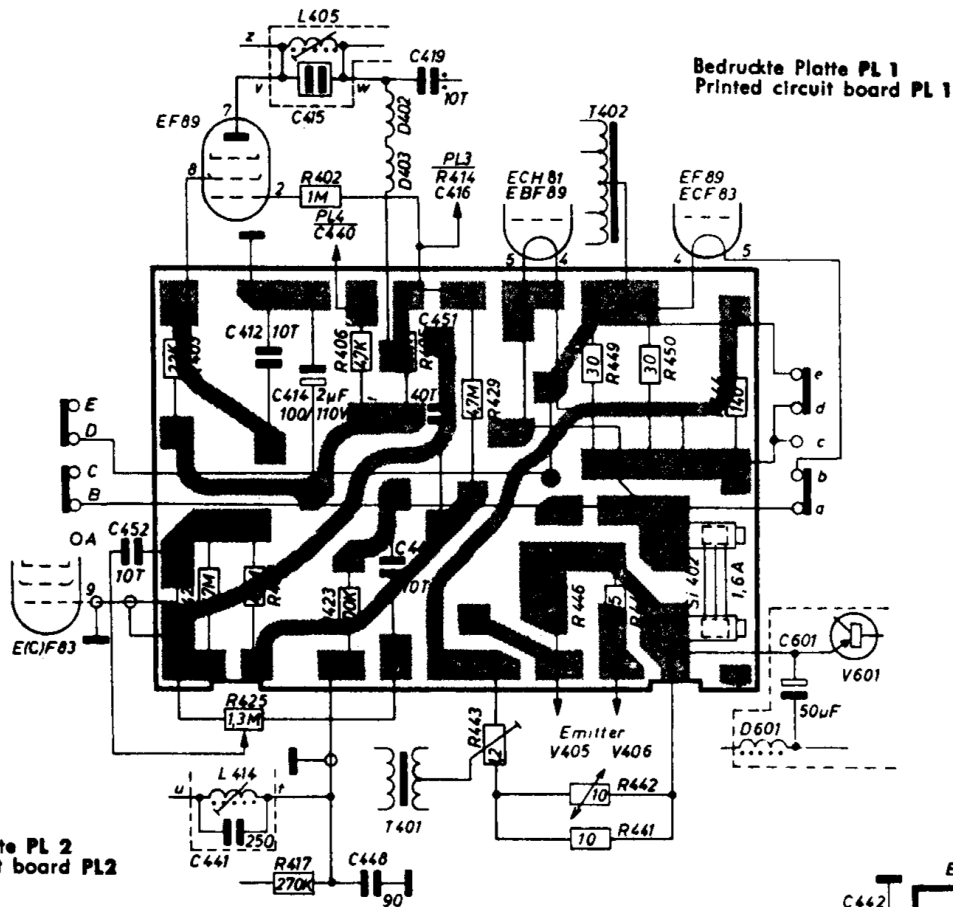 L405
z
C419
v
w
10T
C415
7
EF89
D402
D403
8
2
R402
1M
PL3
R414
C416
PL4
C440
Bedruckte Platte PL 1
Printed circuit board PL 1
T402
ECH81
EBF89
5
4
EF89
ECF83
4
5
C412
10T
R406
47K
C451
C414
2µF
100/110V
40T
4,7M
R429
30
R449
30
R450
140
E
D
C
B
A
e
d
c
b
a
C452
10T
9
E(C)F83
R446
Si 402
1,6A
C601
V601
50µF
D601
R425
1,3M
Emitter
V405
V406
R443
R442
10
R441
10
T401
L414
u
t
250
C441
te PL 2
t board PL2
R417
270K
C448
90
C442
E